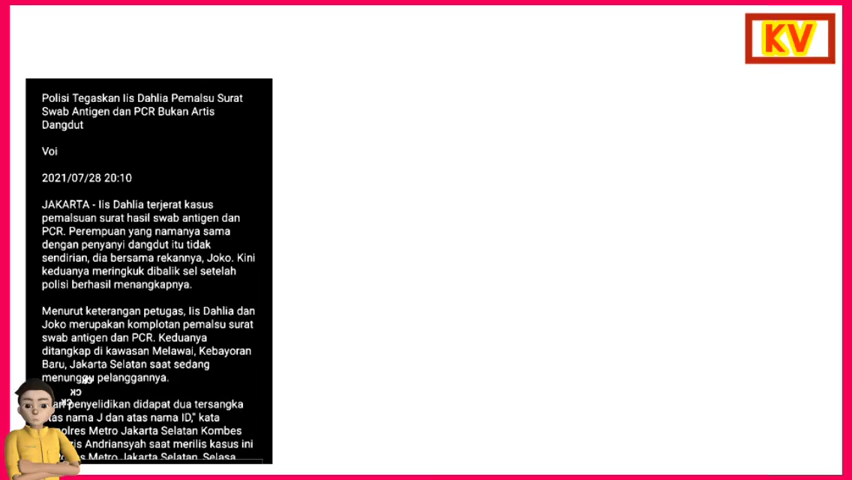 KV
Polisi Tegaskan Iis Dahlia Pemalsu Surat
Swab Antigen dan PCR Bukan Artis
Dangdut
Voi
2021/07/28 20:10
JAKARTA - Iis Dahlia terjerat kasus
pemalsuan surat hasil swab antigen dan
PCR. Perempuan yang namanya sama
dengan penyanyi dangdut itu tidak
sendirian, dia bersama rekannya, Joko. Kini
keduanya meringkuk dibalik sel setelah
polisi berhasil menangkapnya.
Menurut keterangan petugas, Iis Dahlia dan
Joko merupakan komplotan pemalsu surat
swab antigen dan PCR. Keduanya
ditangkap di kawasan Melawai, Kebayoran
Baru, Jakarta Selatan saat sedang
menunggu pelanggannya.
penyelidikan didapat dua tersangka
atas nama J dan atas nama ID," kata
Metro Jakarta Selatan Kombes
Andriansyah saat merilis kasus ini
Metro Jakarta Selatan, Selasa